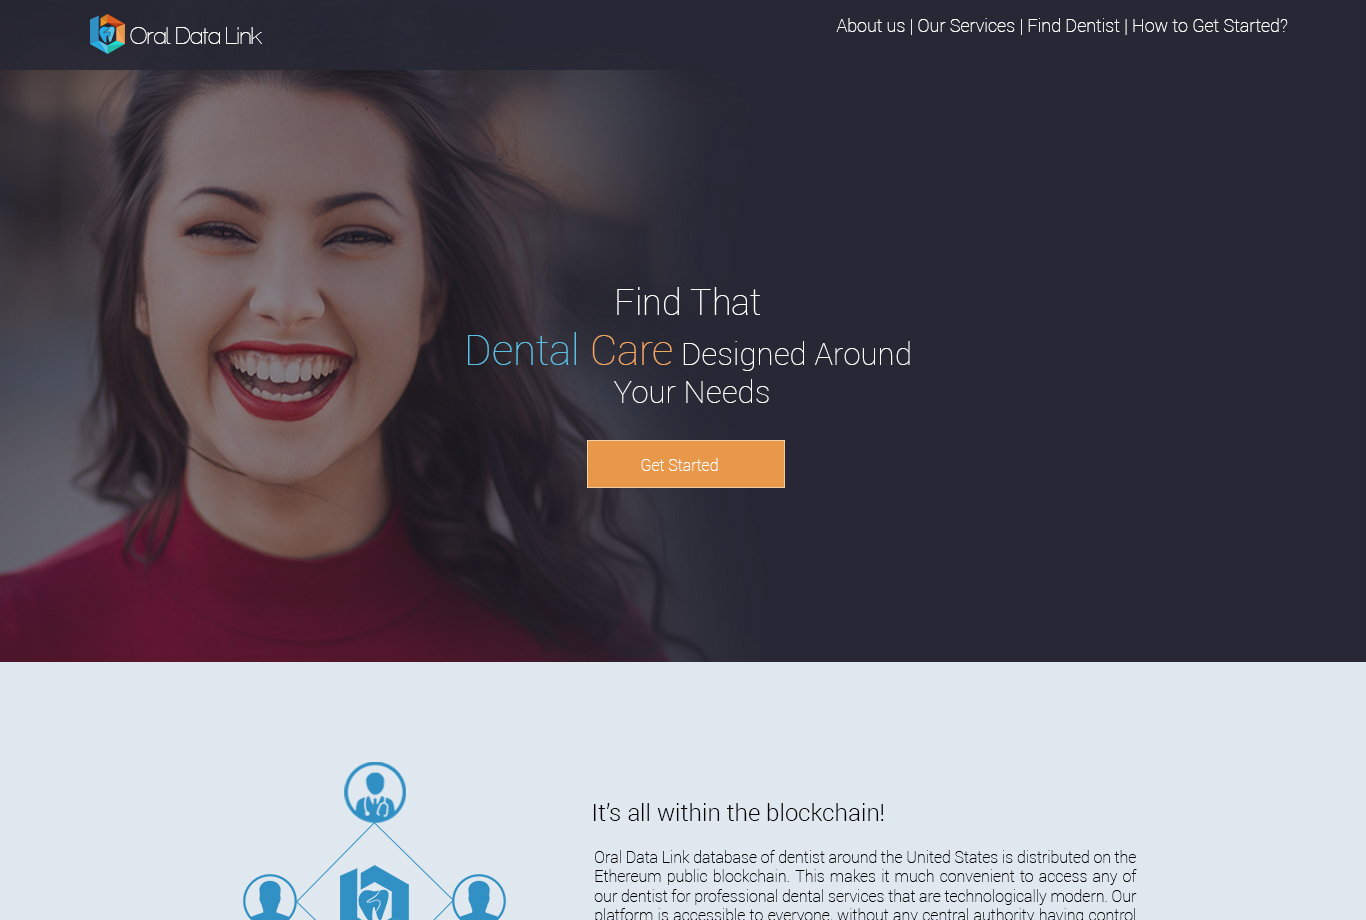 Oral Data Link
About us | Our Services | Find Dentist | How to Get Started?
Find That
Dental Care Designed Around
Your Needs
Get Started
It's all within the blockchain!
Oral Data Link database of dentist around the United States is distributed on the
Ethereum public blockchain. This makes it much convenient to access any of
our dentist for professional dental services that are technologically modern. Our
platform is accessible to everyone, without any central authority having control